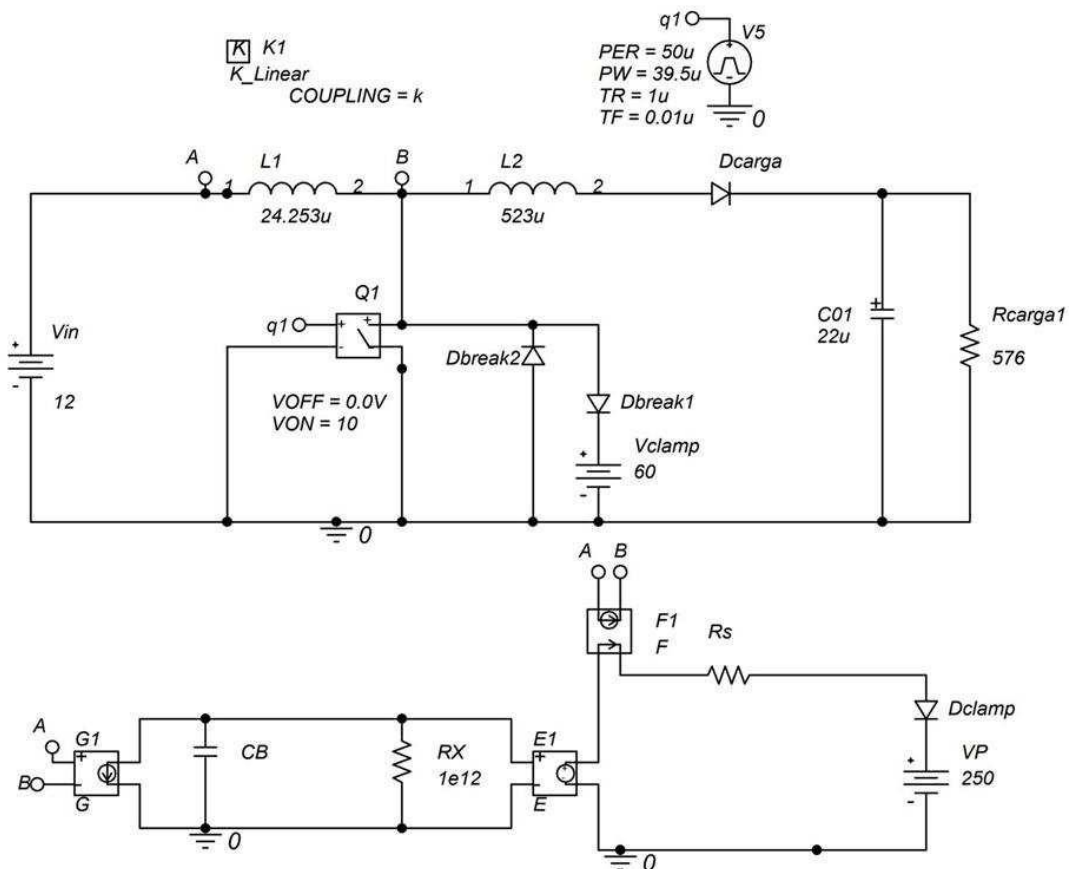 q1
V5
K K1
K_Linear
COUPLING = k
PER = 50u
PW = 39.5u
TR = 1u
TF = 0.01u
0
A
L1
B
L2
Dcarga
1
2
1
2
24.253u
523u
Q1
q1
+
+
-
Vin
+
-
12
VOFF = 0.0V
VON = 10
Dbreak2
Dbreak1
+
Vclamp
60
-
+
C01
22u
Rcarga1
576
0
A
B
F1
F
Rs
A
B
G1
+
-
G
CB
RX
1e12
E1
+
-
E
+
-
Dclamp
VP
250
+
-
0
0